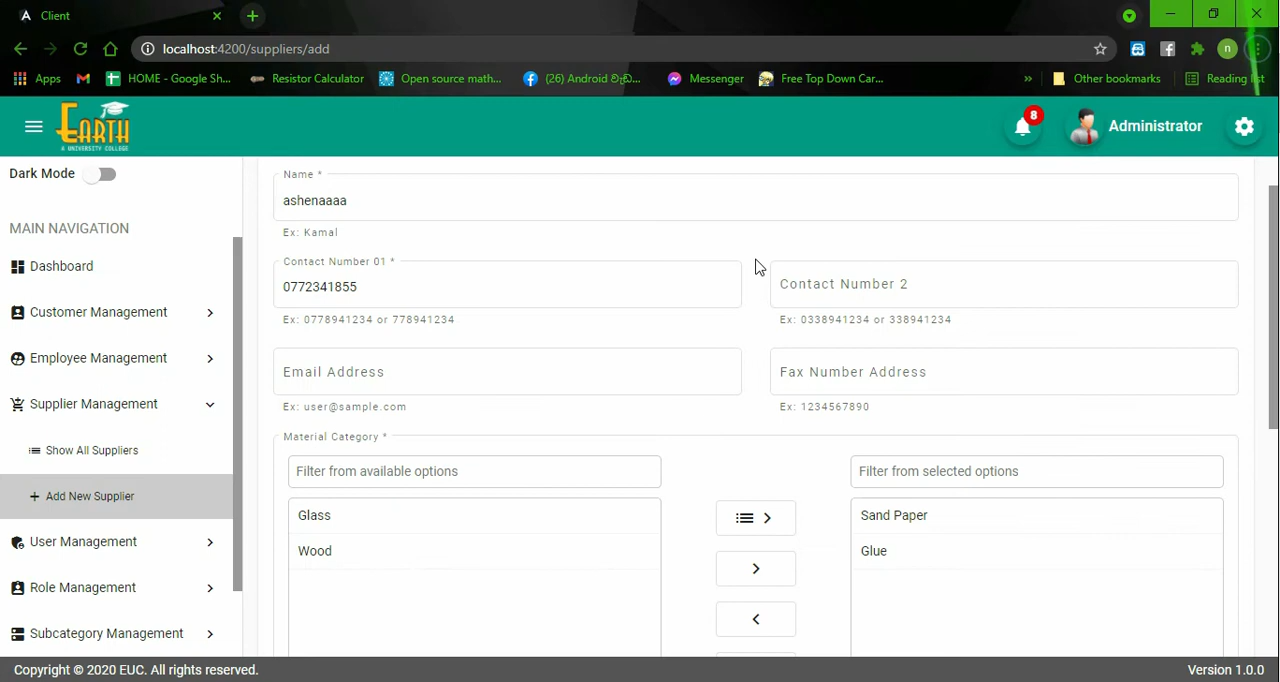 Client
localhost:4200/suppliers/add
Apps
HOME - Google Sh...
Resistor Calculator
Open source math...
Messenger
Free Top Down Car...
»
Other bookmarks
Reading list
EARTH
A UNIVERSITY COLLEGE
8
Administrator
Dark Mode
MAIN NAVIGATION
Dashboard
Customer Management
Employee Management
Supplier Management
Show All Suppliers
Add New Supplier
User Management
Role Management
Subcategory Management
Name *
ashenaaaa
Ex: Kamal
Contact Number 01 *
0772341855
Ex: 0778941234 or 778941234
Contact Number 2
Ex: 0338941234 or 338941234
Email Address
Ex: user@sample.com
Fax Number Address
Ex: 1234567890
Material Category *
Filter from available options
Glass
Wood
Filter from selected options
Sand Paper
Glue
Copyright © 2020 EUC. All rights reserved.
Version 1.0.0